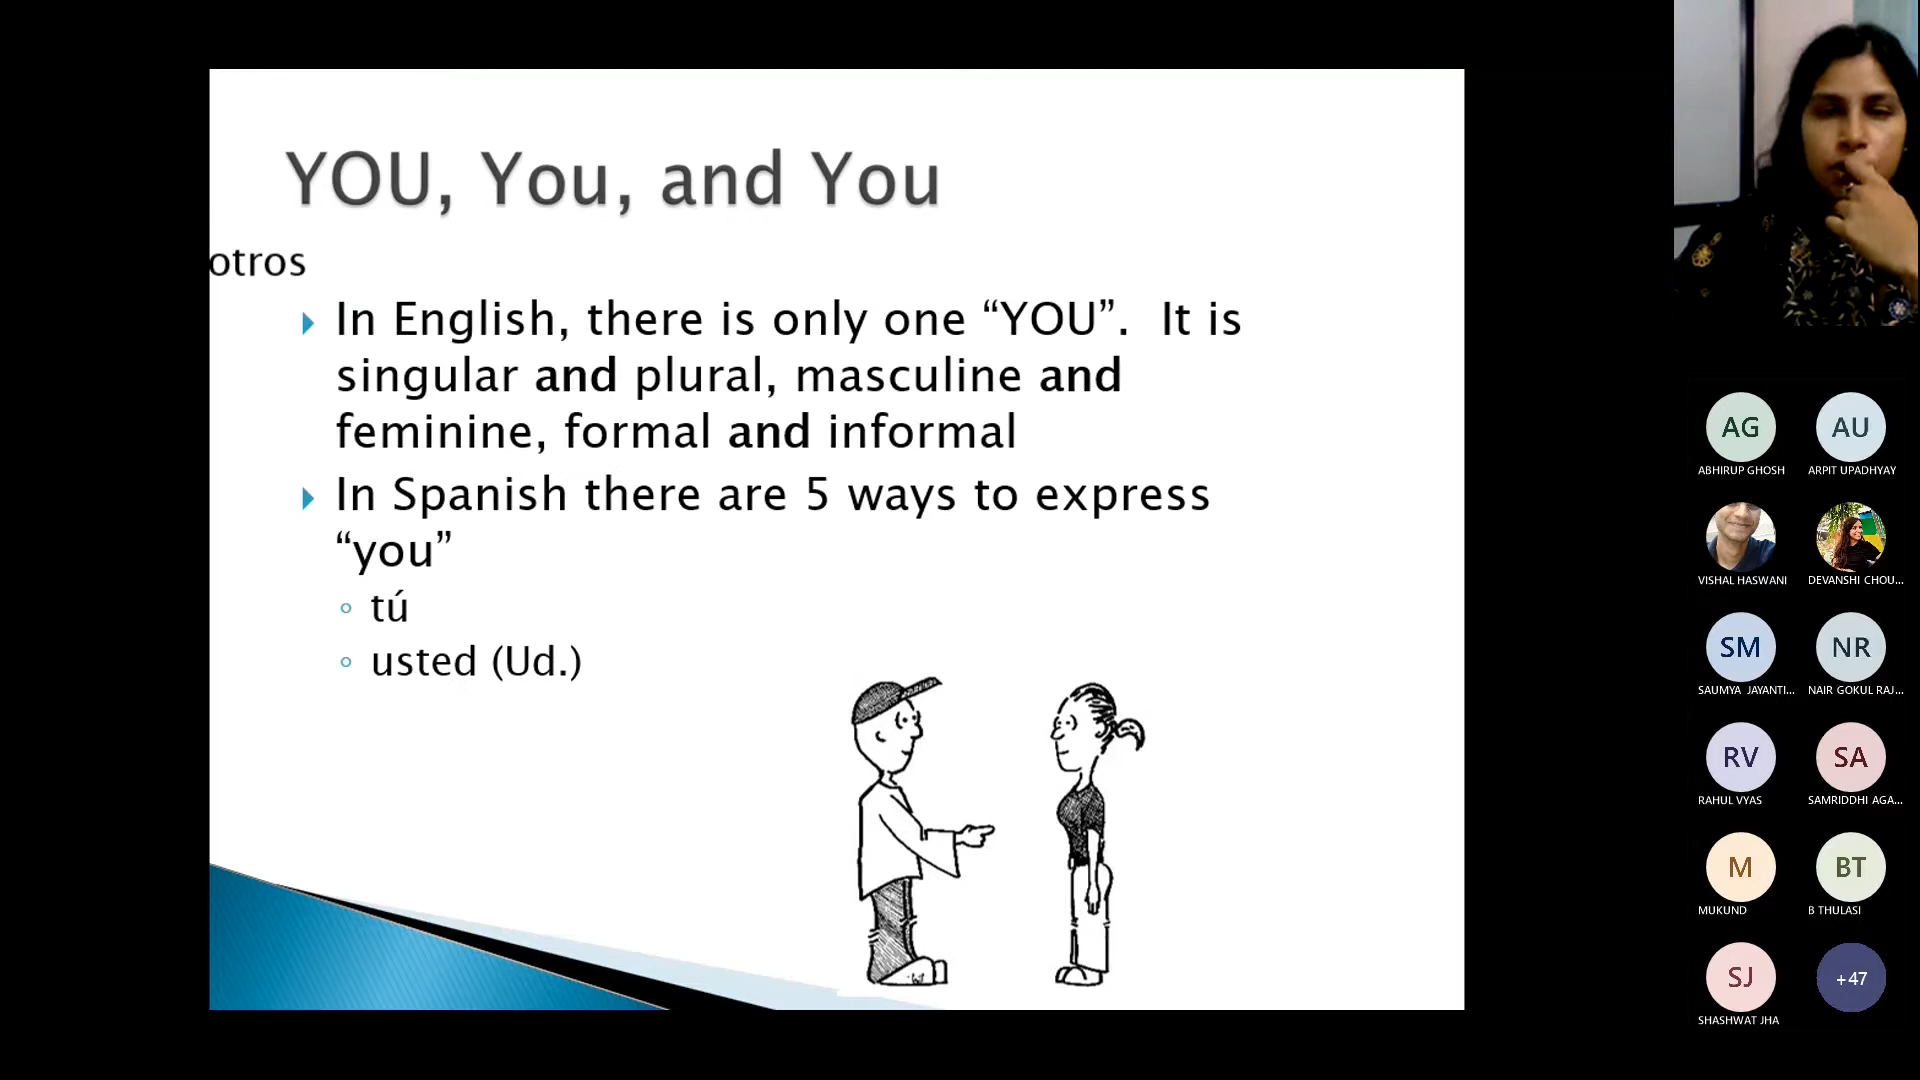 YOU, You, and You
otros
In English, there is only one “YOU”. It is
singular and plural, masculine and
feminine, formal and informal
In Spanish there are 5 ways to express
“you”
tú
usted (Ud.)
AG
AU
ABHIRUP GHOSH
ARPIT UPADHYAY
VISHAL HASWANI
DEVANSHI CHOU...
SM
NR
SAUMYA JAYANTI...
NAIR GOKUL RAJ...
RV
SA
RAHUL VYAS
SAMRIDDHI AGA...
M
BT
MUKUND
B THULASI
SJ
+47
SHASHWAT JHA